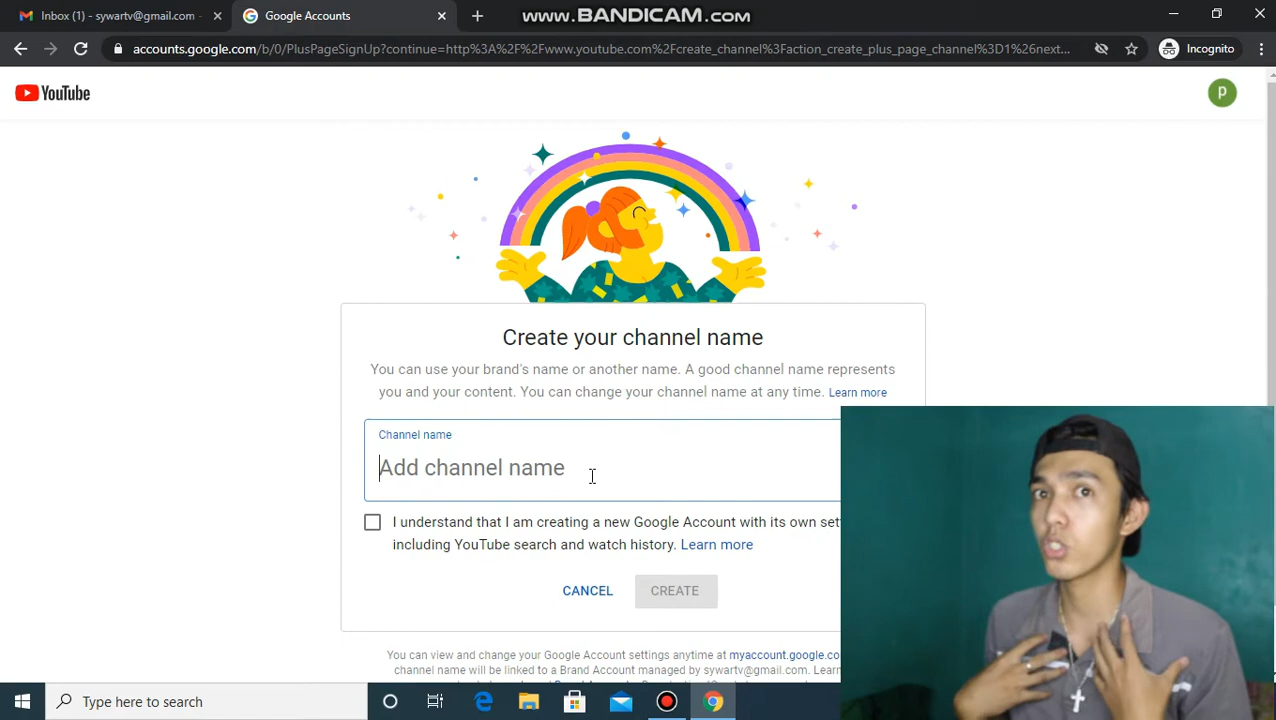 Inbox (1) - sywartv@gmail.com -
Google Accounts
www.BANDICAM.com
accounts.google.com/b/0/PlusPageSignUp?continue=http%3A%2F%2Fwww.youtube.com%2Fcreate_channel%3Faction_create_plus_page_channel%3D1%26next...
Incognito
YouTube
p
Create your channel name
You can use your brand's name or another name. A good channel name represents
you and your content. You can change your channel name at any time. Learn more
Channel name
Add channel name
I understand that I am creating a new Google Account with its own set
including YouTube search and watch history. Learn more
CANCEL
CREATE
You can view and change your Google Account settings anytime at myaccount.google.co
channel name will be linked to a Brand Account managed by sywartv@gmail.com. Learn
Type here to search